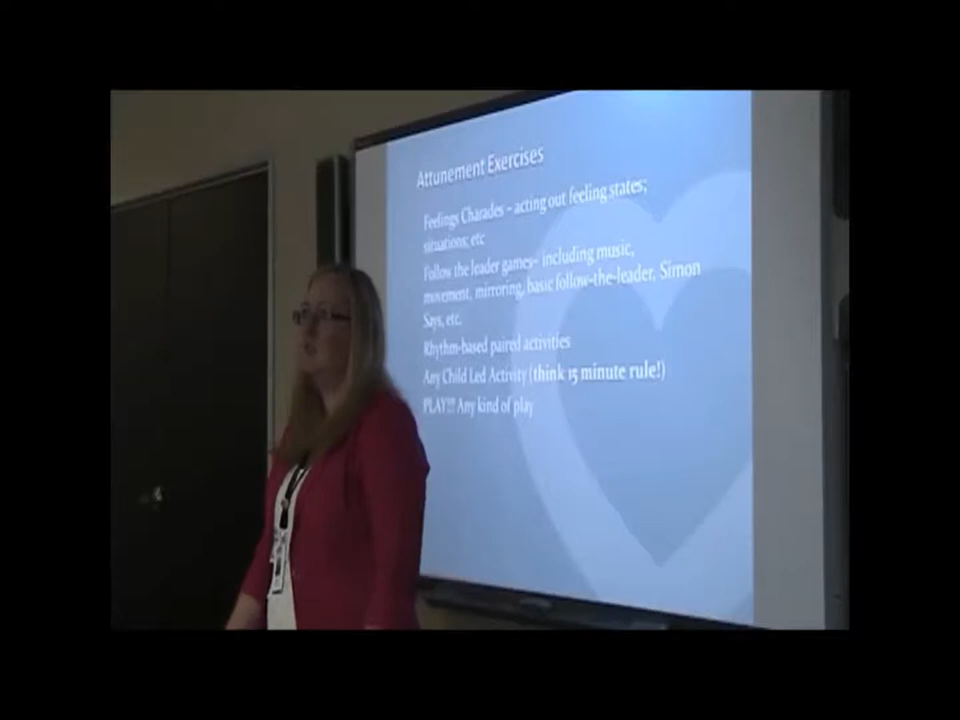 Attunement Exercises
Feelings Charades – acting out feeling states;
situations; etc
Follow the leader games– including music,
movement, mirroring, basic follow-the-leader, Simon
Says, etc.
Rhythm-based paired activities
Any Child Led Activity (think 15 minute rule!)
PLAY!!! Any kind of play